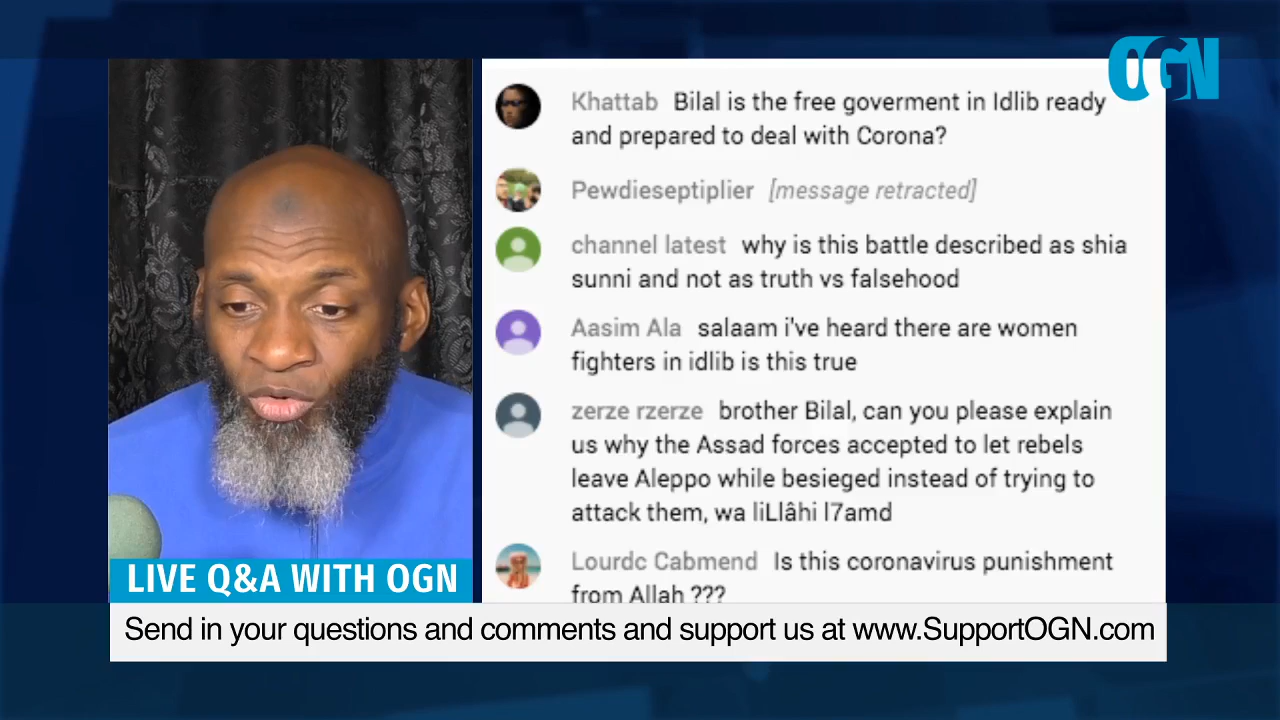 OGN
Khattab Bilal is the free goverment in Idlib ready
and prepared to deal with Corona?
Pewdieseptiplier [message retracted]
channel latest why is this battle described as shia
sunni and not as truth vs falsehood
Aasim Ala salaam i've heard there are women
fighters in idlib is this true
zerze rzerze brother Bilal, can you please explain
us why the Assad forces accepted to let rebels
leave Aleppo while besieged instead of trying to
attack them, wa liLlâhi l7amd
Lourdc Cabmend Is this coronavirus punishment
from Allah ???
LIVE Q&A WITH OGN
Send in your questions and comments and support us at www.SupportOGN.com